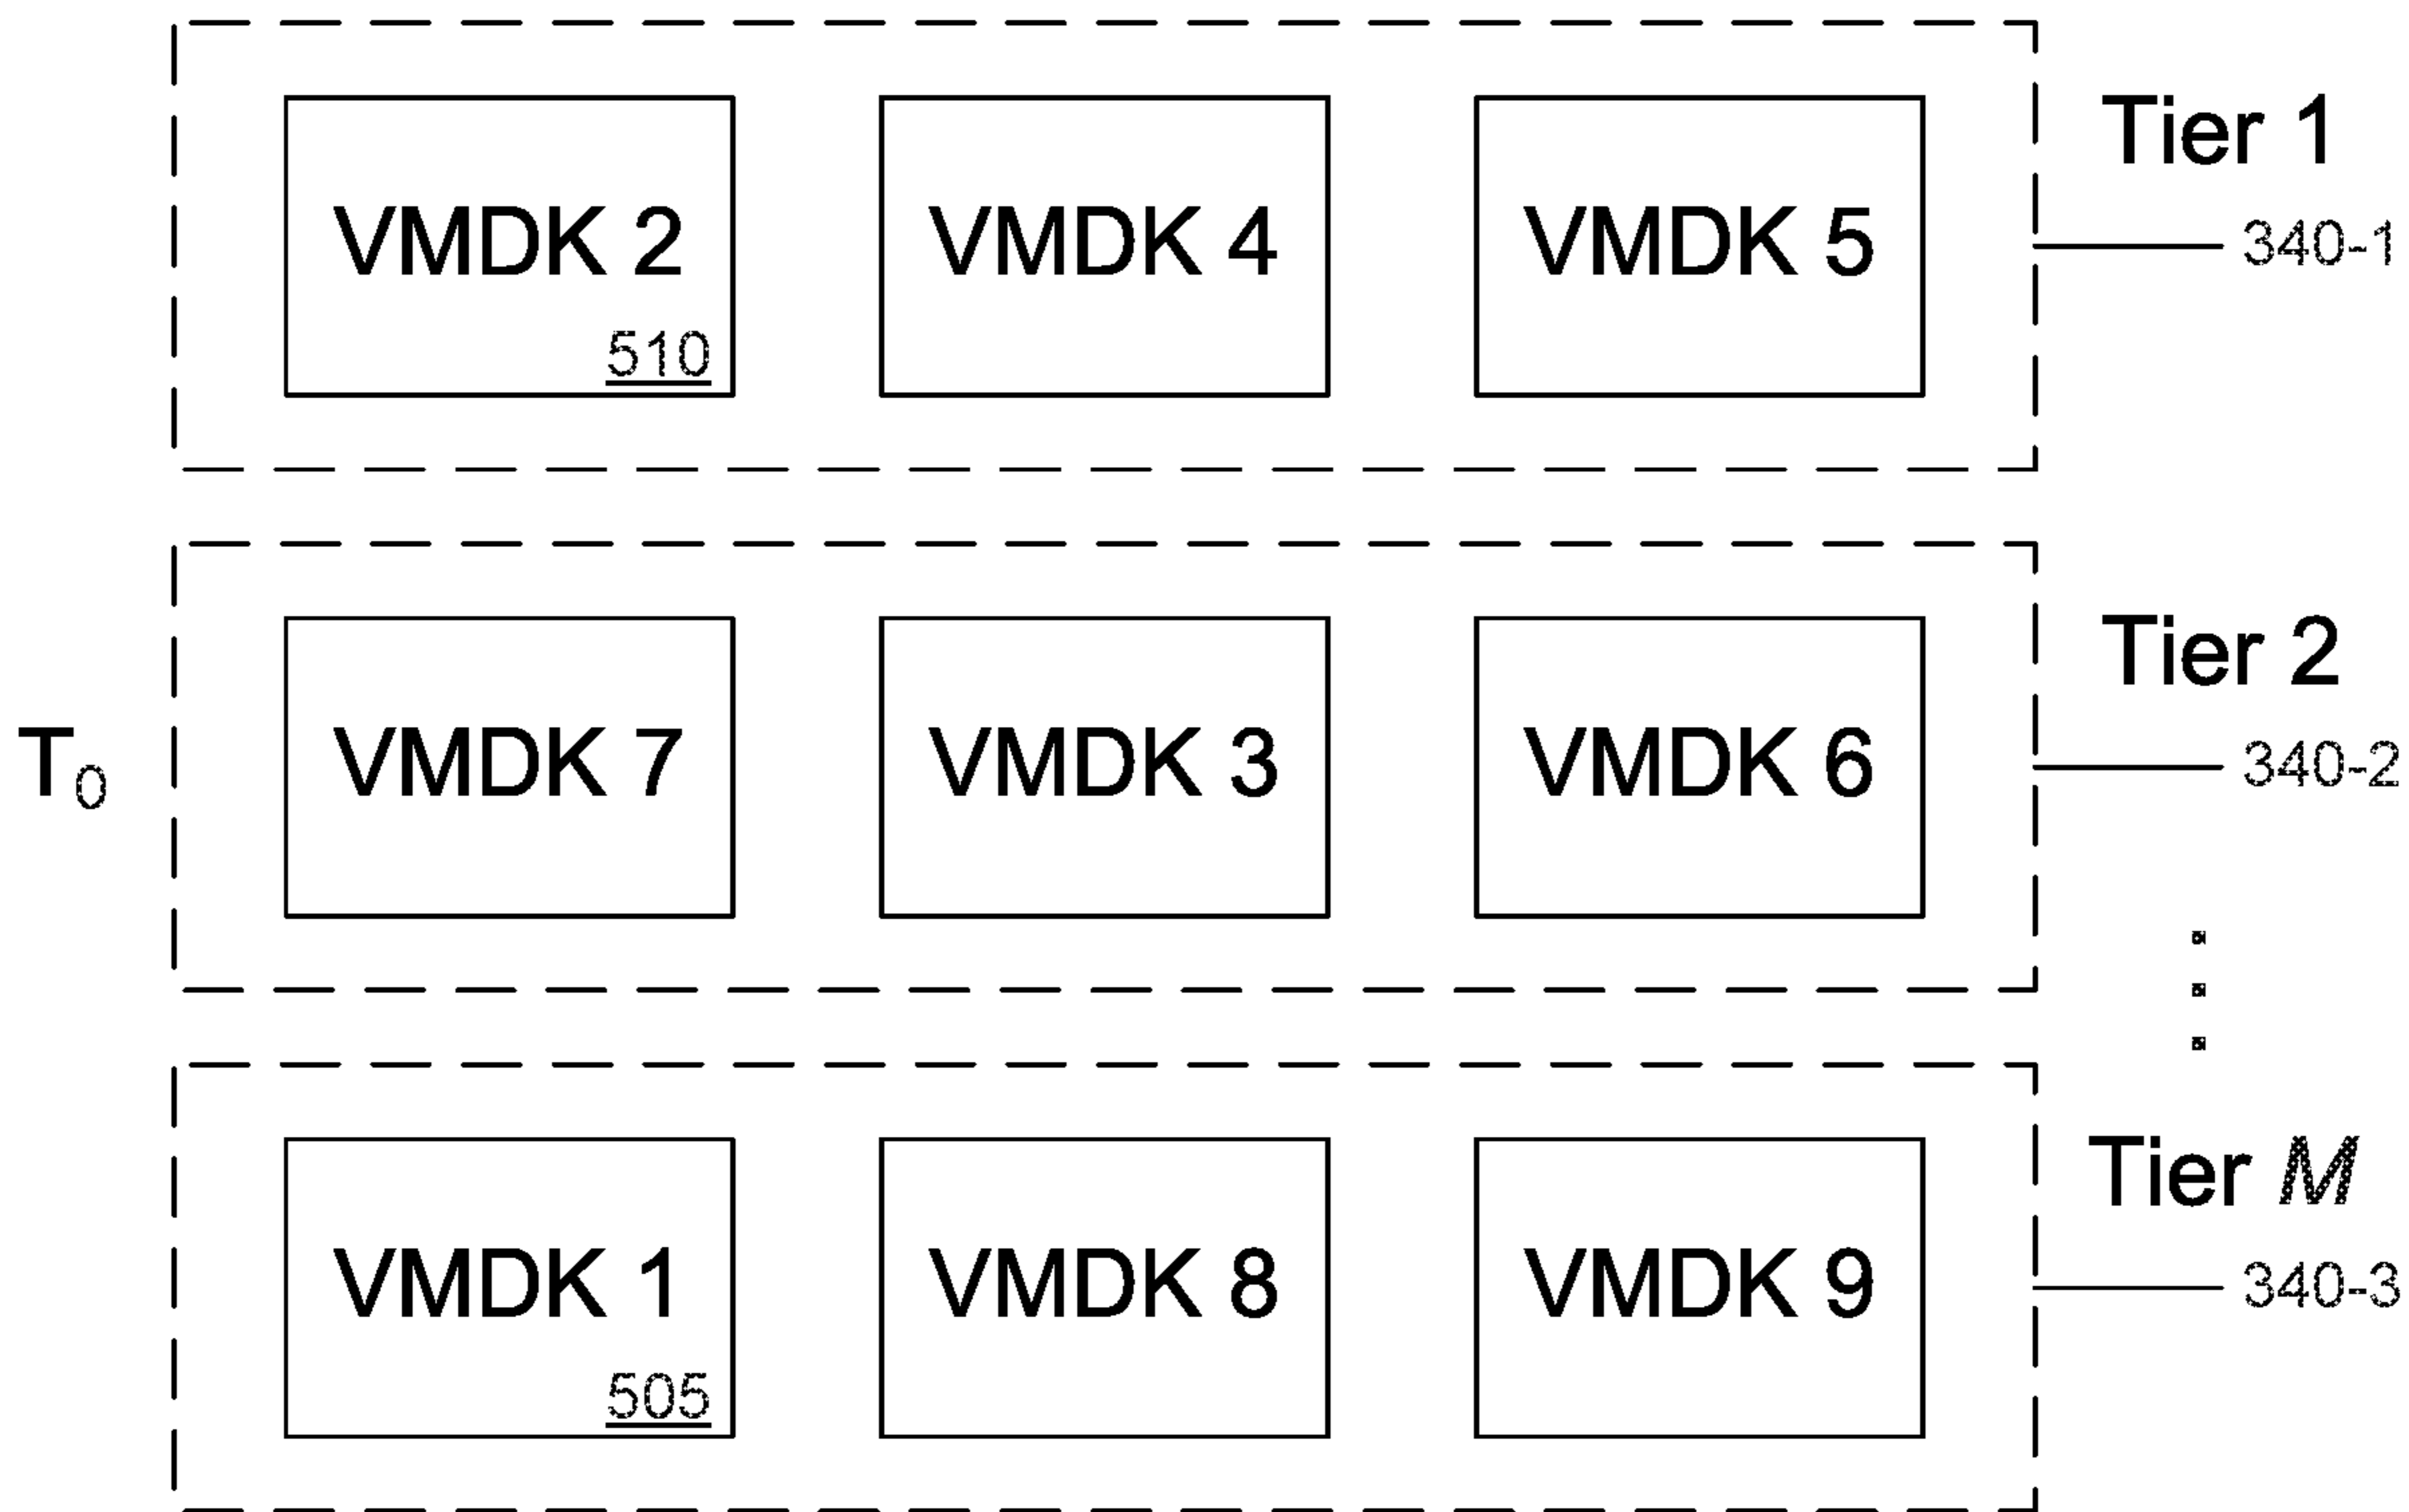 VMDK 2 VMDK 4 VMDK 5 Tier 1
510
340-1
T0 VMDK 7 VMDK 3 VMDK 6 Tier 2
340-2
VMDK 1 VMDK 8 VMDK 9 Tier M
505
340-3